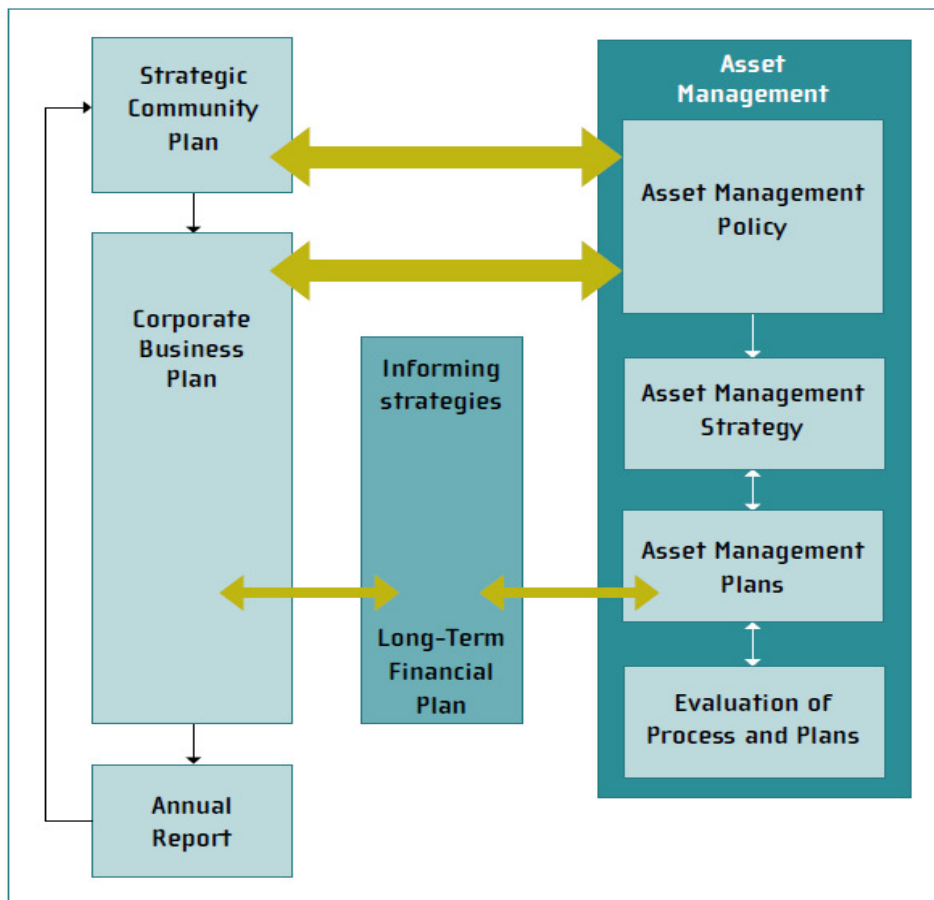 Strategic
Community
Plan
Corporate
Business
Plan
Annual
Report
Informing
strategies
Long-Term
Financial
Plan
Asset
Management
Asset Management
Policy
Asset Management
Strategy
Asset Management
Plans
Evaluation of
Process and Plans